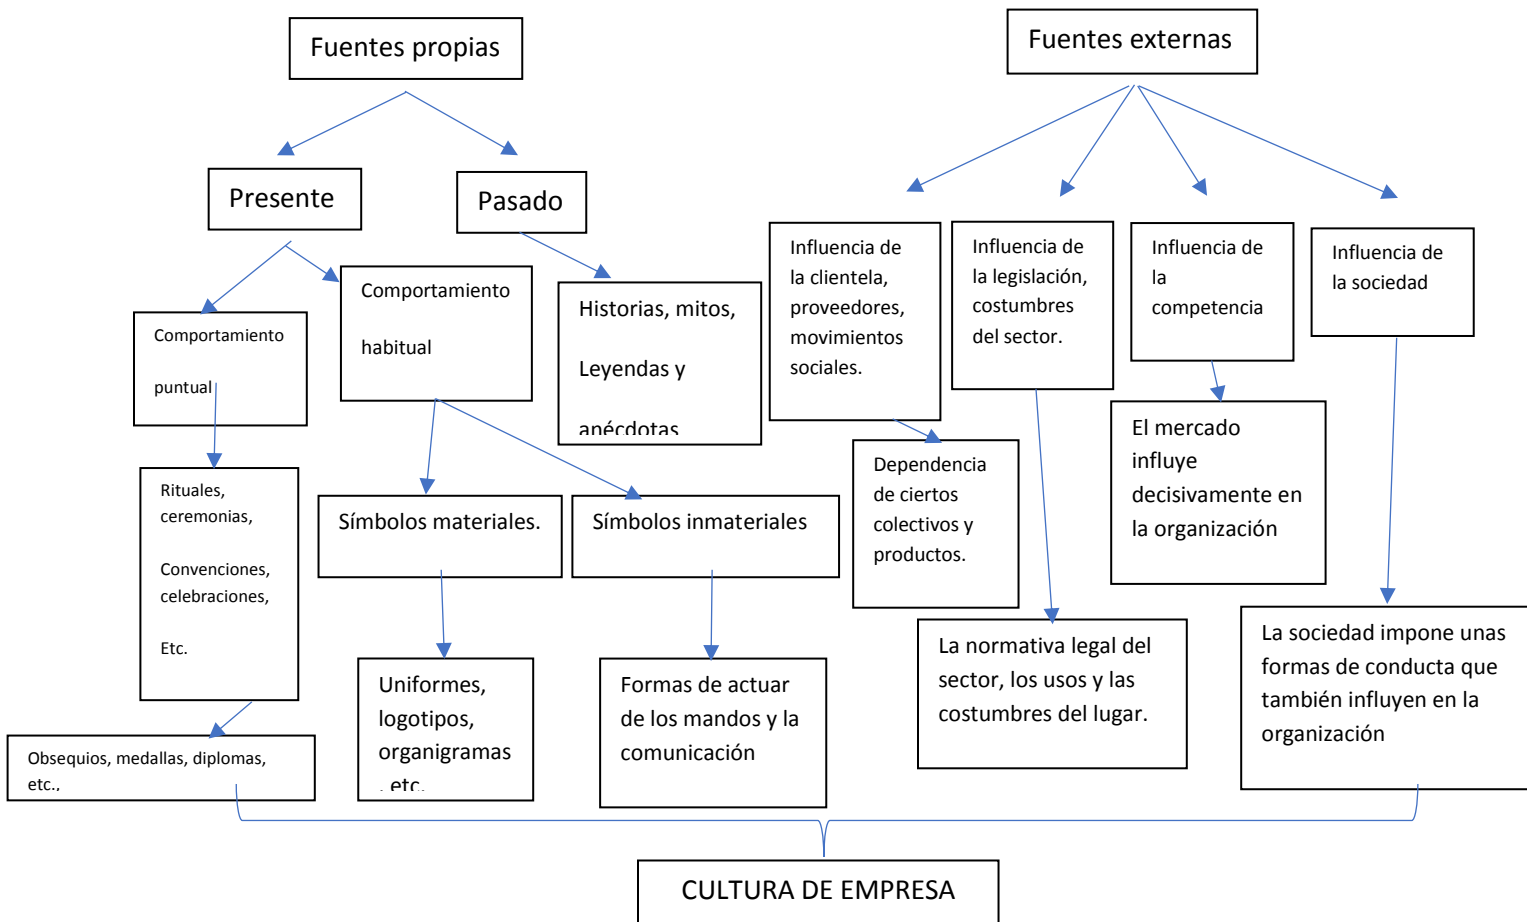 Fuentes propias
Fuentes externas
Presente
Pasado
Influencia de
la clientela,
proveedores,
movimientos
sociales.
Influencia de
la legislación,
costumbres
del sector.
Influencia de
la
competencia
Influencia de
la sociedad
Comportamiento
puntual
Comportamiento
habitual
Historias, mitos,
Leyendas y
anécdotas
Rituales,
ceremonias,
Convenciones,
celebraciones,
Etc.
Símbolos materiales.
Símbolos inmateriales
Dependencia
de ciertos
colectivos y
productos.
El mercado
influye
decisivamente en
la organización
Uniformes,
logotipos,
organigramas
, etc.
Formas de actuar
de los mandos y la
comunicación
La normativa legal del
sector, los usos y las
costumbres del lugar.
La sociedad impone unas
formas de conducta que
también influyen en la
organización
Obsequios, medallas, diplomas,
etc.,
CULTURA DE EMPRESA